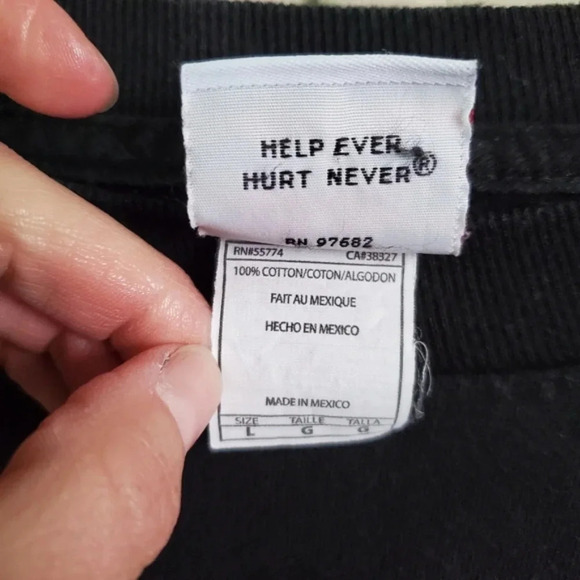 HELP EVER
HURT NEVER®
RN 97682
RN#55774 CA#38327
100% COTTON/COTON/ALGODON
FAIT AU MEXIQUE
HECHO EN MEXICO
MADE IN MEXICO
SIZE TAILLE TALLA
L G G